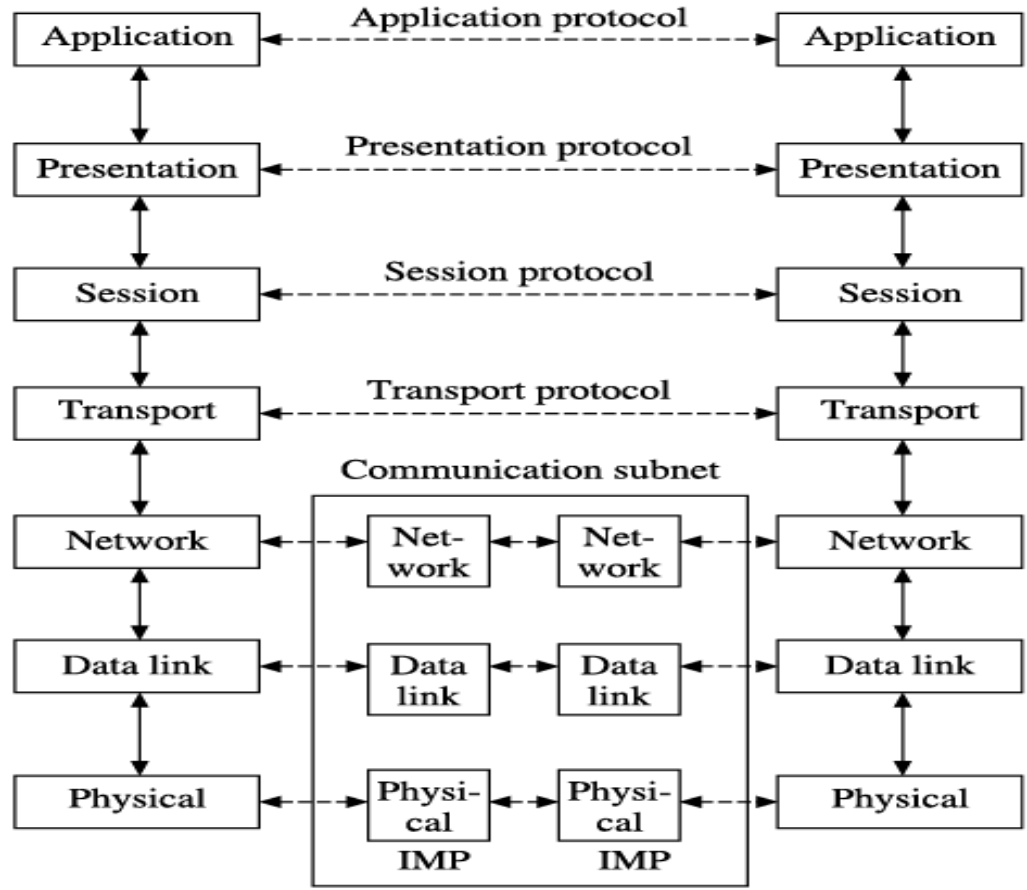 Application protocol
Application
Application
Presentation protocol
Presentation
Presentation
Session protocol
Session
Session
Transport protocol
Transport
Transport
Communication subnet
Network
Net-
work
Net-
work
Network
Data link
Data
link
Data
link
Data link
Physical
Physi-
cal
Physi-
cal
Physical
IMP
IMP